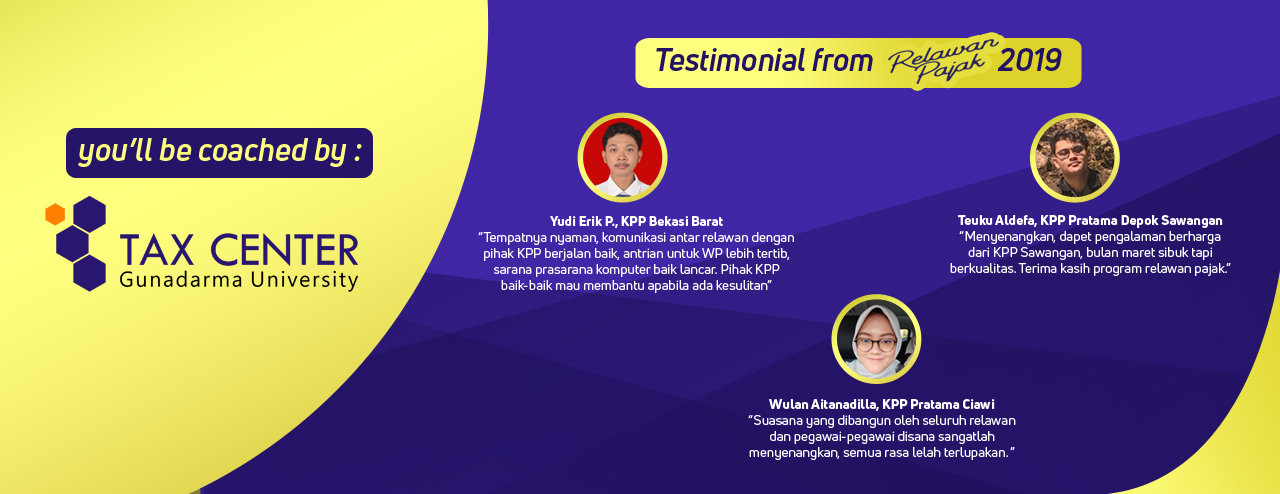 you'll be coached by :
TAX CENTER
Gunadarma University
Testimonial from Relawan Pajak 2019
Yudi Erik P., KPP Bekasi Barat
“Tempatnya nyaman, komunikasi antar relawan dengan
pihak KPP berjalan baik, antrian untuk WP lebih tertib,
sarana prasarana komputer baik lancar. Pihak KPP
baik-baik mau membantu apabila ada kesulitan”
Teuku Aldefa, KPP Pratama Depok Sawangan
“Menyenangkan, dapet pengalaman berharga
dari KPP Sawangan, bulan maret sibuk tapi
berkualitas. Terima kasih program relawan pajak.”
Wulan Aitanadilla, KPP Pratama Ciawi
“Suasana yang dibangun oleh seluruh relawan
dan pegawai-pegawai disana sangatlah
menyenangkan, semua rasa lelah terlupakan. ”